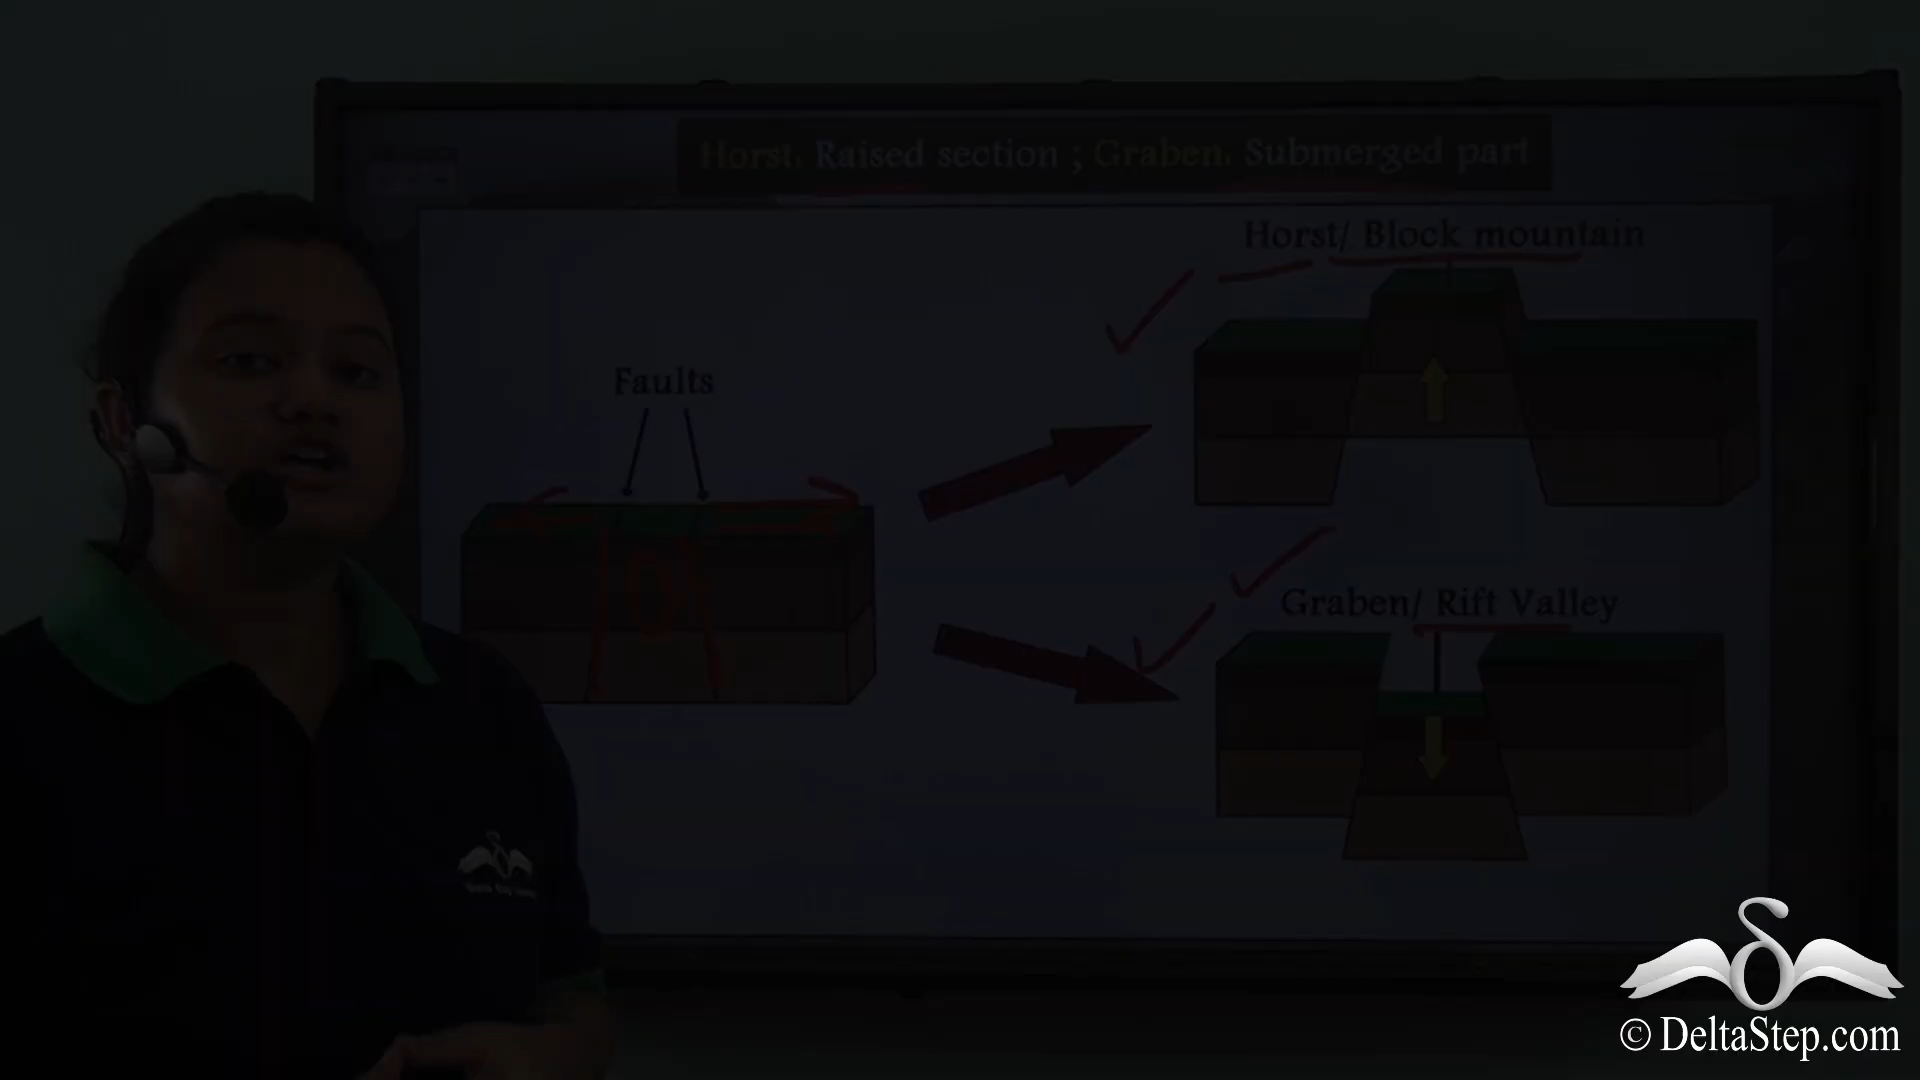 Horst: Raised section ; Graben: Submerged part
Horst/ Block mountain
Faults
Graben/ Rift Valley
© DeltaStep.com